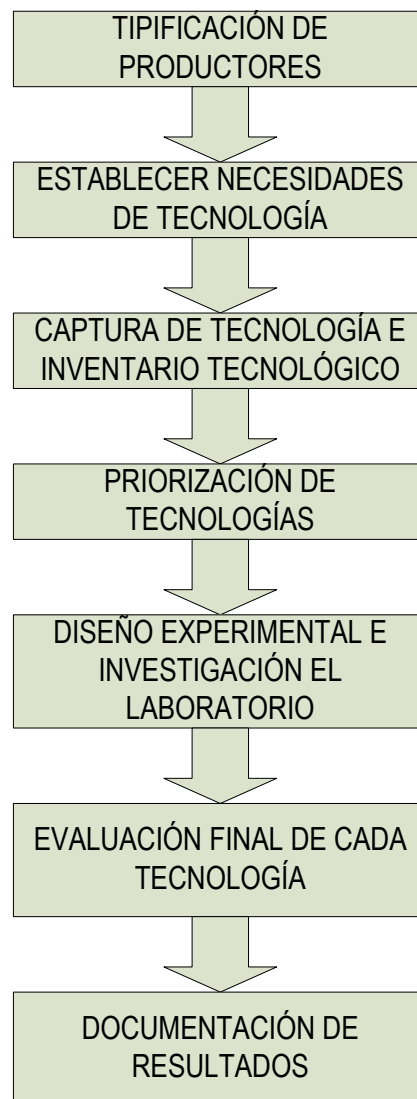 TIPIFICACIÓN DE
PRODUCTORES
ESTABLECER NECESIDADES
DE TECNOLOGÍA
CAPTURA DE TECNOLOGÍA E
INVENTARIO TECNOLÓGICO
PRIORIZACIÓN DE
TECNOLOGÍAS
DISEÑO EXPERIMENTAL E
INVESTIGACIÓN EL
LABORATORIO
EVALUACIÓN FINAL DE CADA
TECNOLOGÍA
DOCUMENTACIÓN DE
RESULTADOS